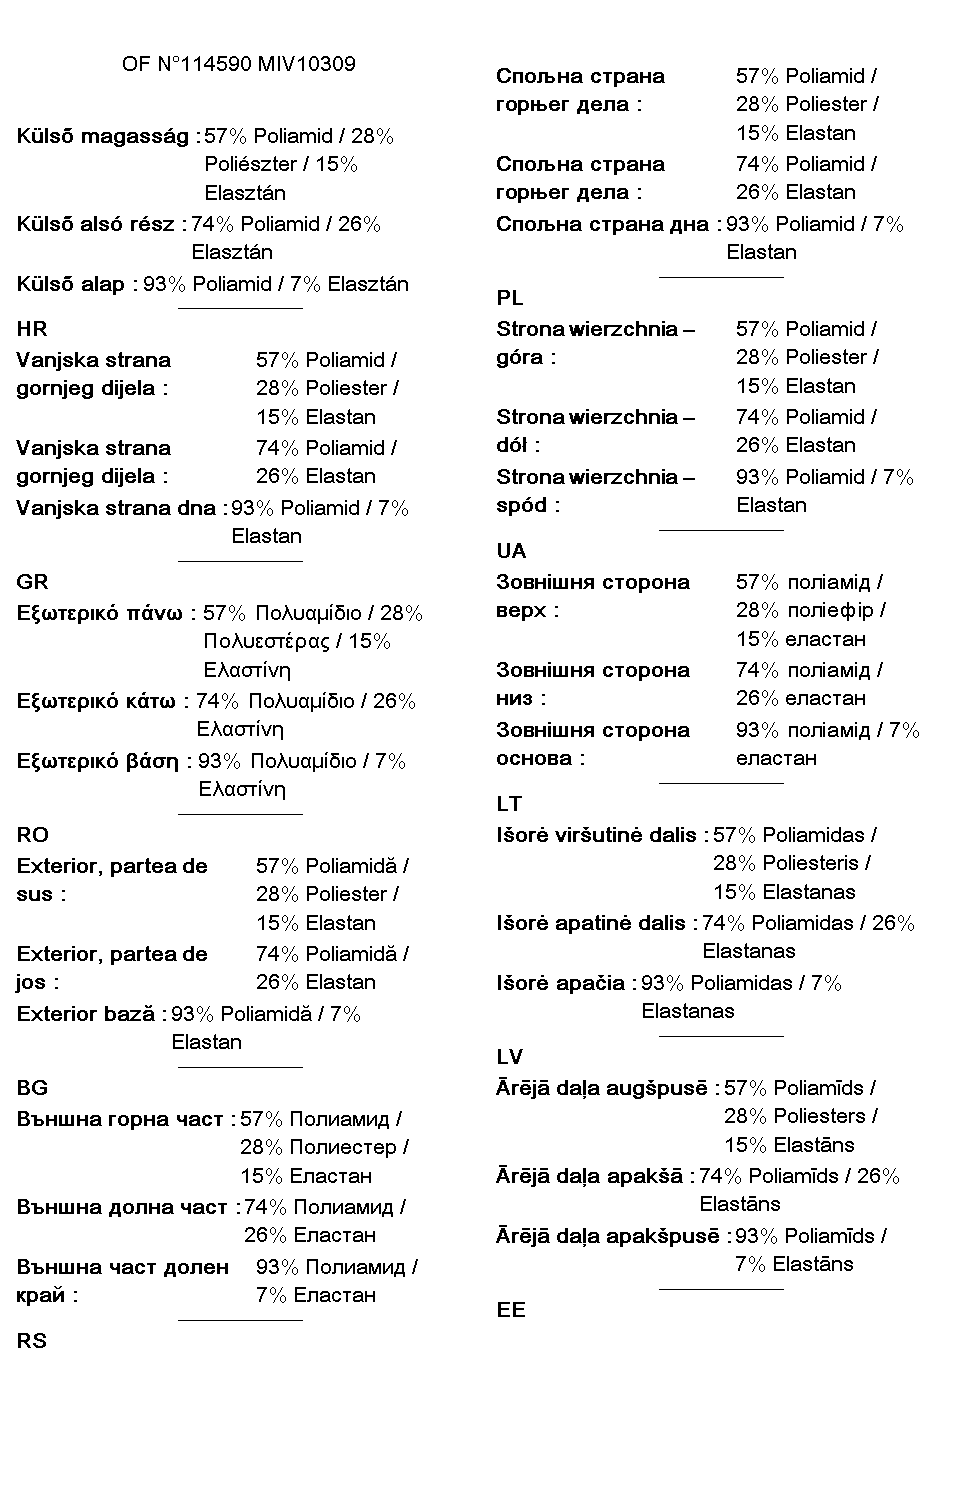 OF N°114590 MIV10309
Külső magasság : 57% Poliamid / 28%
Poliészter / 15%
Elasztán
Külső alsó rész : 74% Poliamid / 26%
Elasztán
Külső alap : 93% Poliamid / 7% Elasztán
HR
Vanjska strana 57% Poliamid /
gornjeg dijela : 28% Poliester /
15% Elastan
Vanjska strana 74% Poliamid /
gornjeg dijela : 26% Elastan
Vanjska strana dna : 93% Poliamid / 7%
Elastan
GR
Εξωτερικό πάνω : 57% Πολυαμίδιο / 28%
Πολυεστέρας / 15%
Ελαστίνη
Εξωτερικό κάτω : 74% Πολυαμίδιο / 26%
Ελαστίνη
Εξωτερικό βάση : 93% Πολυαμίδιο / 7%
Ελαστίνη
RO
Exterior, partea de 57% Poliamidă /
sus : 28% Poliester /
15% Elastan
Exterior, partea de 74% Poliamidă /
jos : 26% Elastan
Exterior bază : 93% Poliamidă / 7%
Elastan
BG
Външна горна част : 57% Полиамид /
28% Полиестер /
15% Еластан
Външна долна част : 74% Полиамид /
26% Еластан
Външна част долен 93% Полиамид /
край : 7% Еластан
RS
Спољна страна 57% Poliamid /
горњег дела : 28% Poliester /
15% Elastan
Спољна страна 74% Poliamid /
горњег дела : 26% Elastan
Спољна страна дна : 93% Poliamid / 7%
Elastan
PL
Strona wierzchnia – 57% Poliamid /
góra : 28% Poliester /
15% Elastan
Strona wierzchnia – 74% Poliamid /
dół : 26% Elastan
Strona wierzchnia – 93% Poliamid / 7%
spód : Elastan
UA
Зовнішня сторона 57% поліамід /
верх : 28% поліефір /
15% еластан
Зовнішня сторона 74% поліамід /
низ : 26% еластан
Зовнішня сторона 93% поліамід / 7%
основа : еластан
LT
Išorė viršutinė dalis : 57% Poliamidas /
28% Poliesteris /
15% Elastanas
Išorė apatinė dalis : 74% Poliamidas / 26%
Elastanas
Išorė apačia : 93% Poliamidas / 7%
Elastanas
LV
Ārējā daļa augšpusē : 57% Poliamīds /
28% Poliesters /
15% Elastāns
Ārējā daļa apakšā : 74% Poliamīds / 26%
Elastāns
Ārējā daļa apakšpusē : 93% Poliamīds /
7% Elastāns
EE